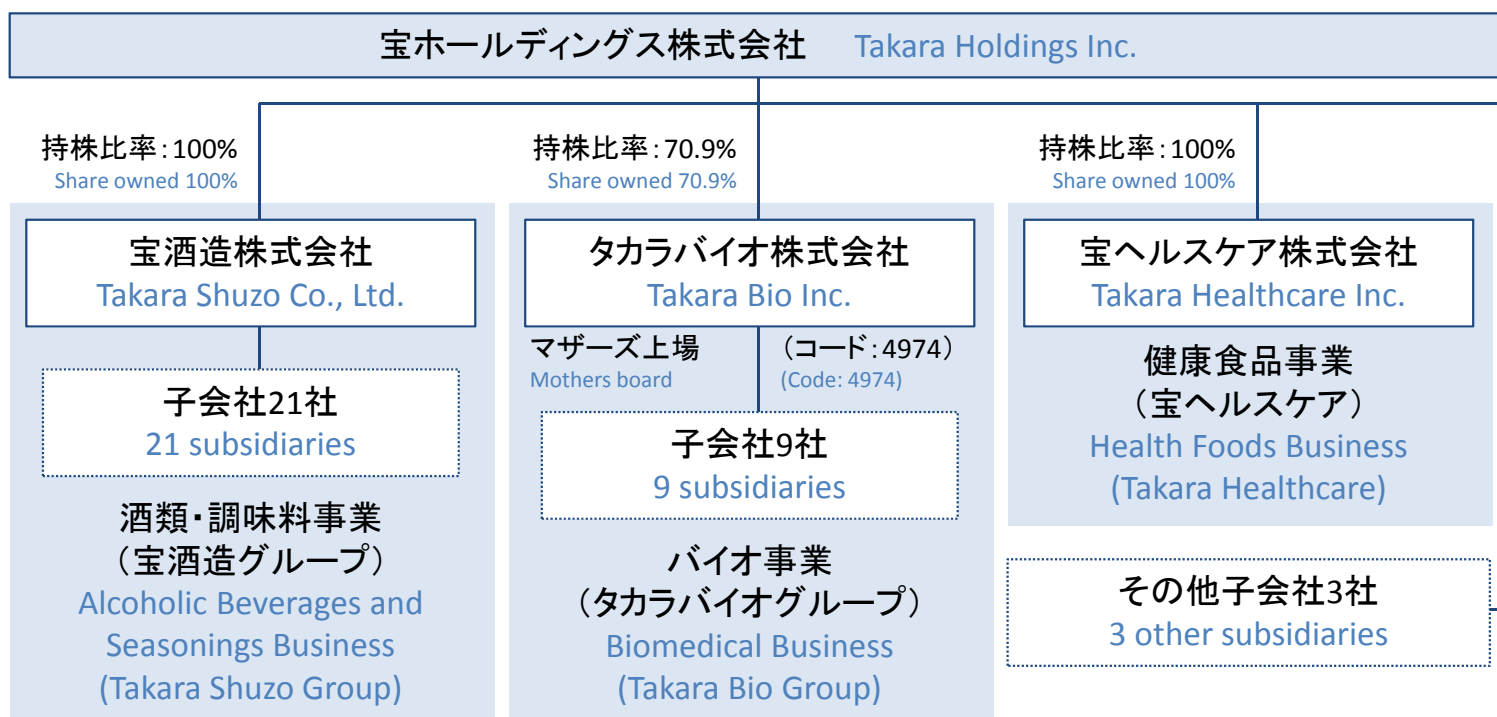 宝ホールディングス株式会社 Takara Holdings Inc.
持株比率：100%
Share owned 100%
持株比率：70.9%
Share owned 70.9%
持株比率：100%
Share owned 100%
宝酒造株式会社
Takara Shuzo Co., Ltd.
子会社21社
21 subsidiaries
酒類・調味料事業
（宝酒造グループ）
Alcoholic Beverages and
Seasonings Business
(Takara Shuzo Group)
タカラバイオ株式会社
Takara Bio Inc.
マザーズ上場 （コード：4974）
Mothers board (Code: 4974)
子会社9社
9 subsidiaries
バイオ事業
（タカラバイオグループ）
Biomedical Business
(Takara Bio Group)
宝ヘルスケア株式会社
Takara Healthcare Inc.
健康食品事業
（宝ヘルスケア）
Health Foods Business
(Takara Healthcare)
その他子会社3社
3 other subsidiaries